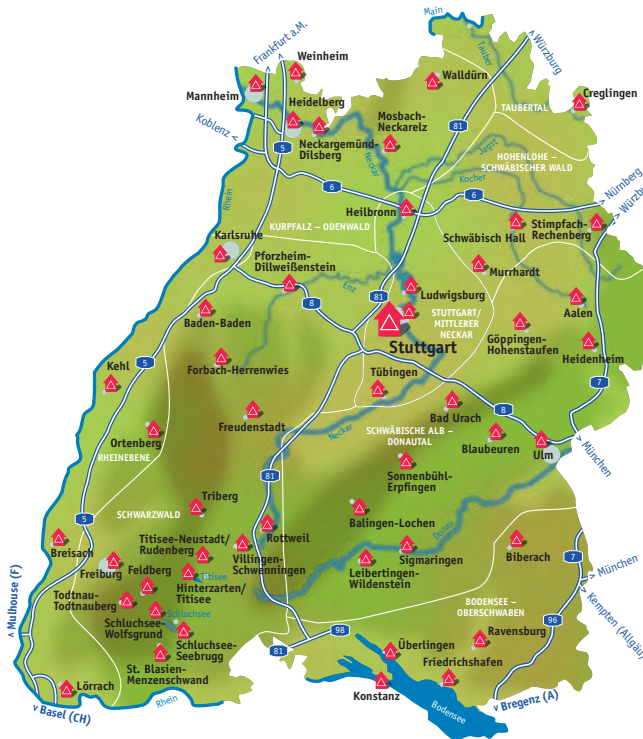 Main
Frankfurt a.M.
Weinheim
Würzburg
Tauber
Walldürn
Creglingen
Mannheim
TAUBERTAL
Heidelberg
Mosbach-
Neckarelz
Koblenz
5
Neckargemünd-
Dilsberg
81
Jagst
HOHENLOHE –
SCHWÄBISCHER WALD
Neckar
Kocher
6
6
Nürnberg
Rhein
Heilbronn
Würzburg
KURPFALZ – ODENWALD
Schwäbisch Hall
Stimpfach-
Rechenberg
Karlsruhe
Pforzheim-
Dillweißenstein
Murrhardt
Enz
81
Ludwigsburg
8
Aalen
Baden-Baden
STUTTGART/
MITTLERER
NECKAR
Stuttgart
Göppingen-
Hohenstaufen
Heidenheim
5
Forbach-Herrenwies
Kehl
Tübingen
7
Freudenstadt
Bad Urach
8
Neckar
SCHWÄBISCHE ALB –
DONAUTAL
Ortenberg
RHEINEBENE
Blaubeuren
Ulm
München
81
Sonnenbühl-
Erpfingen
Triberg
SCHWARZWALD
Balingen-Lochen
5
Donau
Rottweil
Breisach
Titisee-Neustadt/
Rudenberg
Villingen-
Schwenningen
Sigmaringen
Biberach
7
Freiburg
Feldberg
Titisee
Leibertingen-
Wildenstein
München
Hinterzarten/
Titisee
Todtnau-
Todtnauberg
Mulhouse (F)
Schluchsee
BODENSEE –
OBERSCHWABEN
Kempten (Allgäu)
Schluchsee-
Wolfsgrund
96
98
Ravensburg
81
Schluchsee-
Seebrugg
Überlingen
St. Blasien-
Menzenschwand
Friedrichshafen
Lörrach
Konstanz
Rhein
Basel (CH)
Bodensee
Bregenz (A)